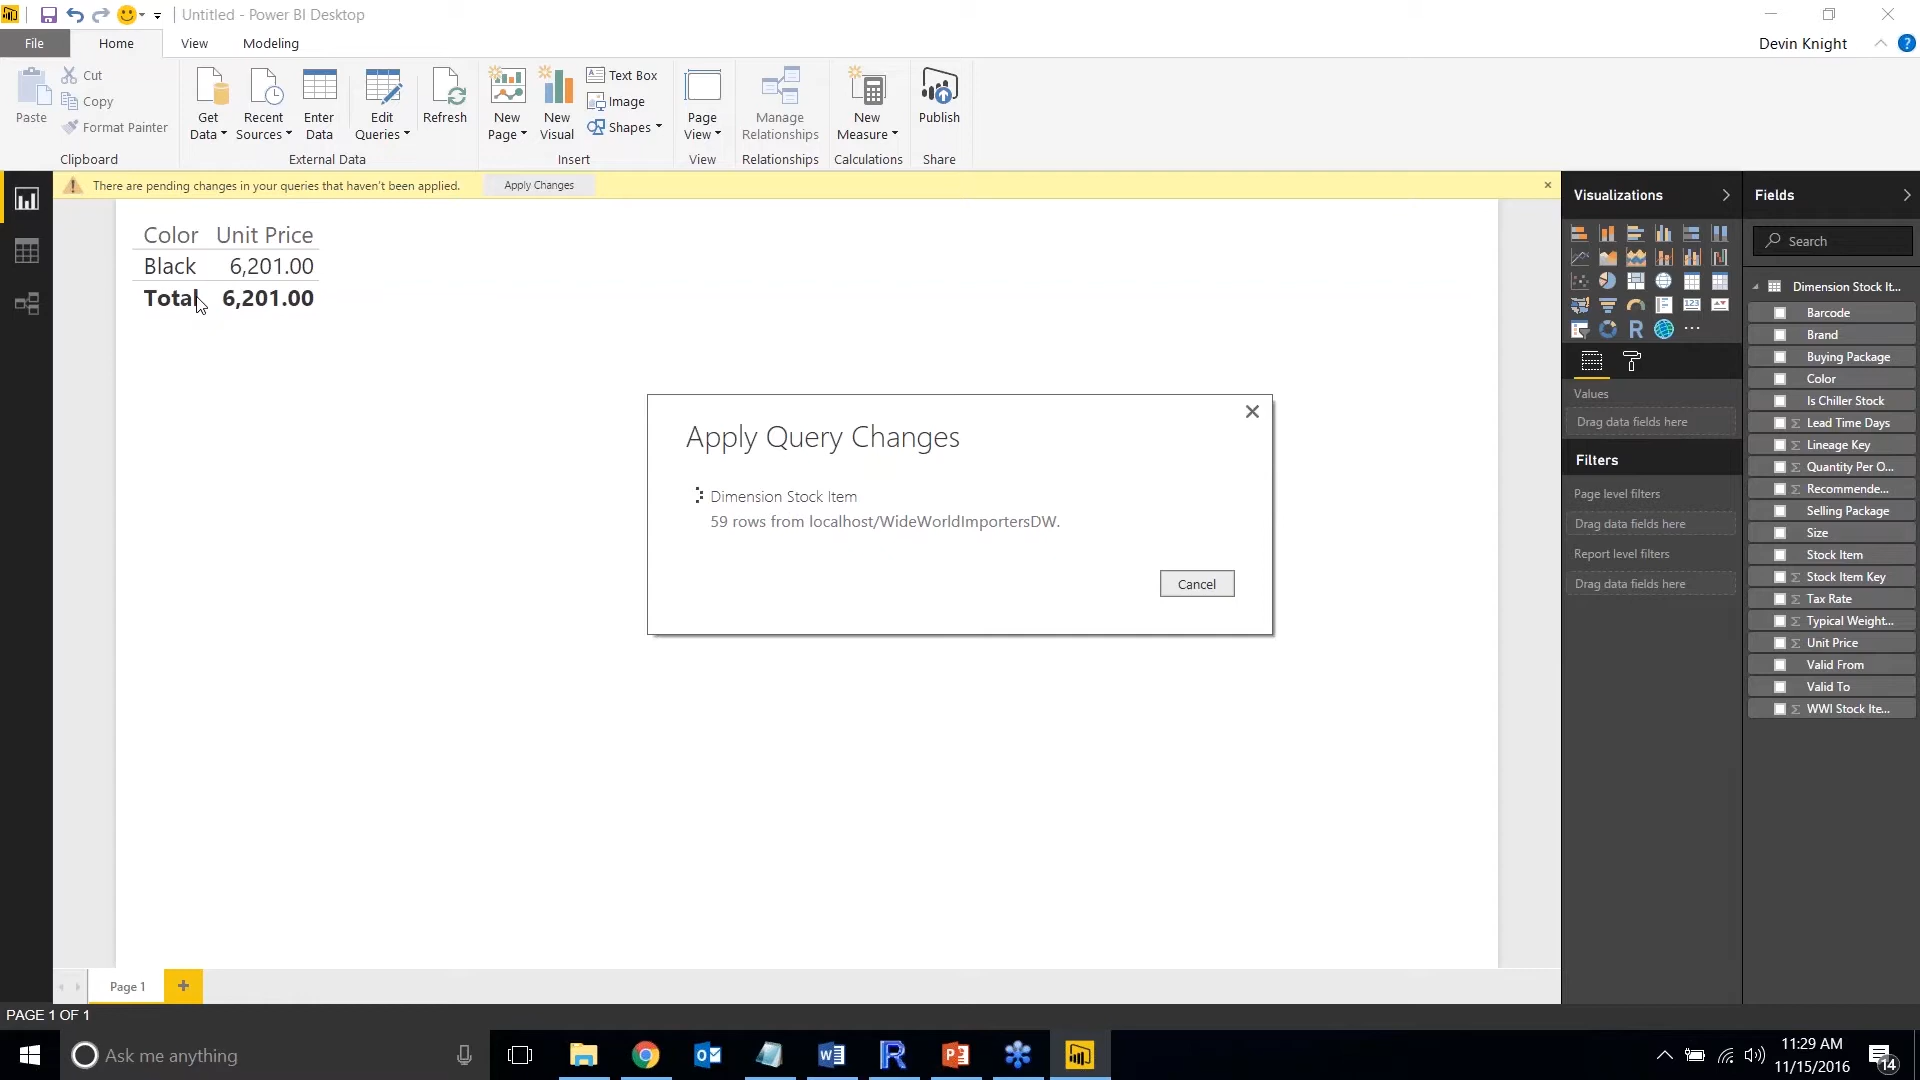 Untitled - Power BI Desktop
File
Home
View
Modeling
Devin Knight
?
Paste
Cut
Copy
Format Painter
Clipboard
Get Data
Recent Sources
Enter Data
Edit Queries
Refresh
External Data
New Page
New Visual
Text Box
Image
Shapes
Insert
Page View
View
Manage Relationships
Relationships
New Measure
Calculations
Publish
Share
There are pending changes in your queries that haven't been applied.
Apply Changes
Color Unit Price
Black 6,201.00
Total 6,201.00
Apply Query Changes
Dimension Stock Item
59 rows from localhost/WideWorldImportersDW.
Cancel
Visualizations
123
R
...
Values
Drag data fields here
Filters
Page level filters
Drag data fields here
Report level filters
Drag data fields here
Fields
Search
Dimension Stock It...
Barcode
Brand
Buying Package
Color
Is Chiller Stock
Σ Lead Time Days
Σ Lineage Key
Σ Quantity Per O...
Σ Recommende...
Selling Package
Size
Stock Item
Σ Stock Item Key
Σ Tax Rate
Σ Typical Weight...
Σ Unit Price
Valid From
Valid To
Σ WWI Stock Ite...
Page 1
+
PAGE 1 OF 1
Ask me anything
11:29 AM
11/15/2016
14